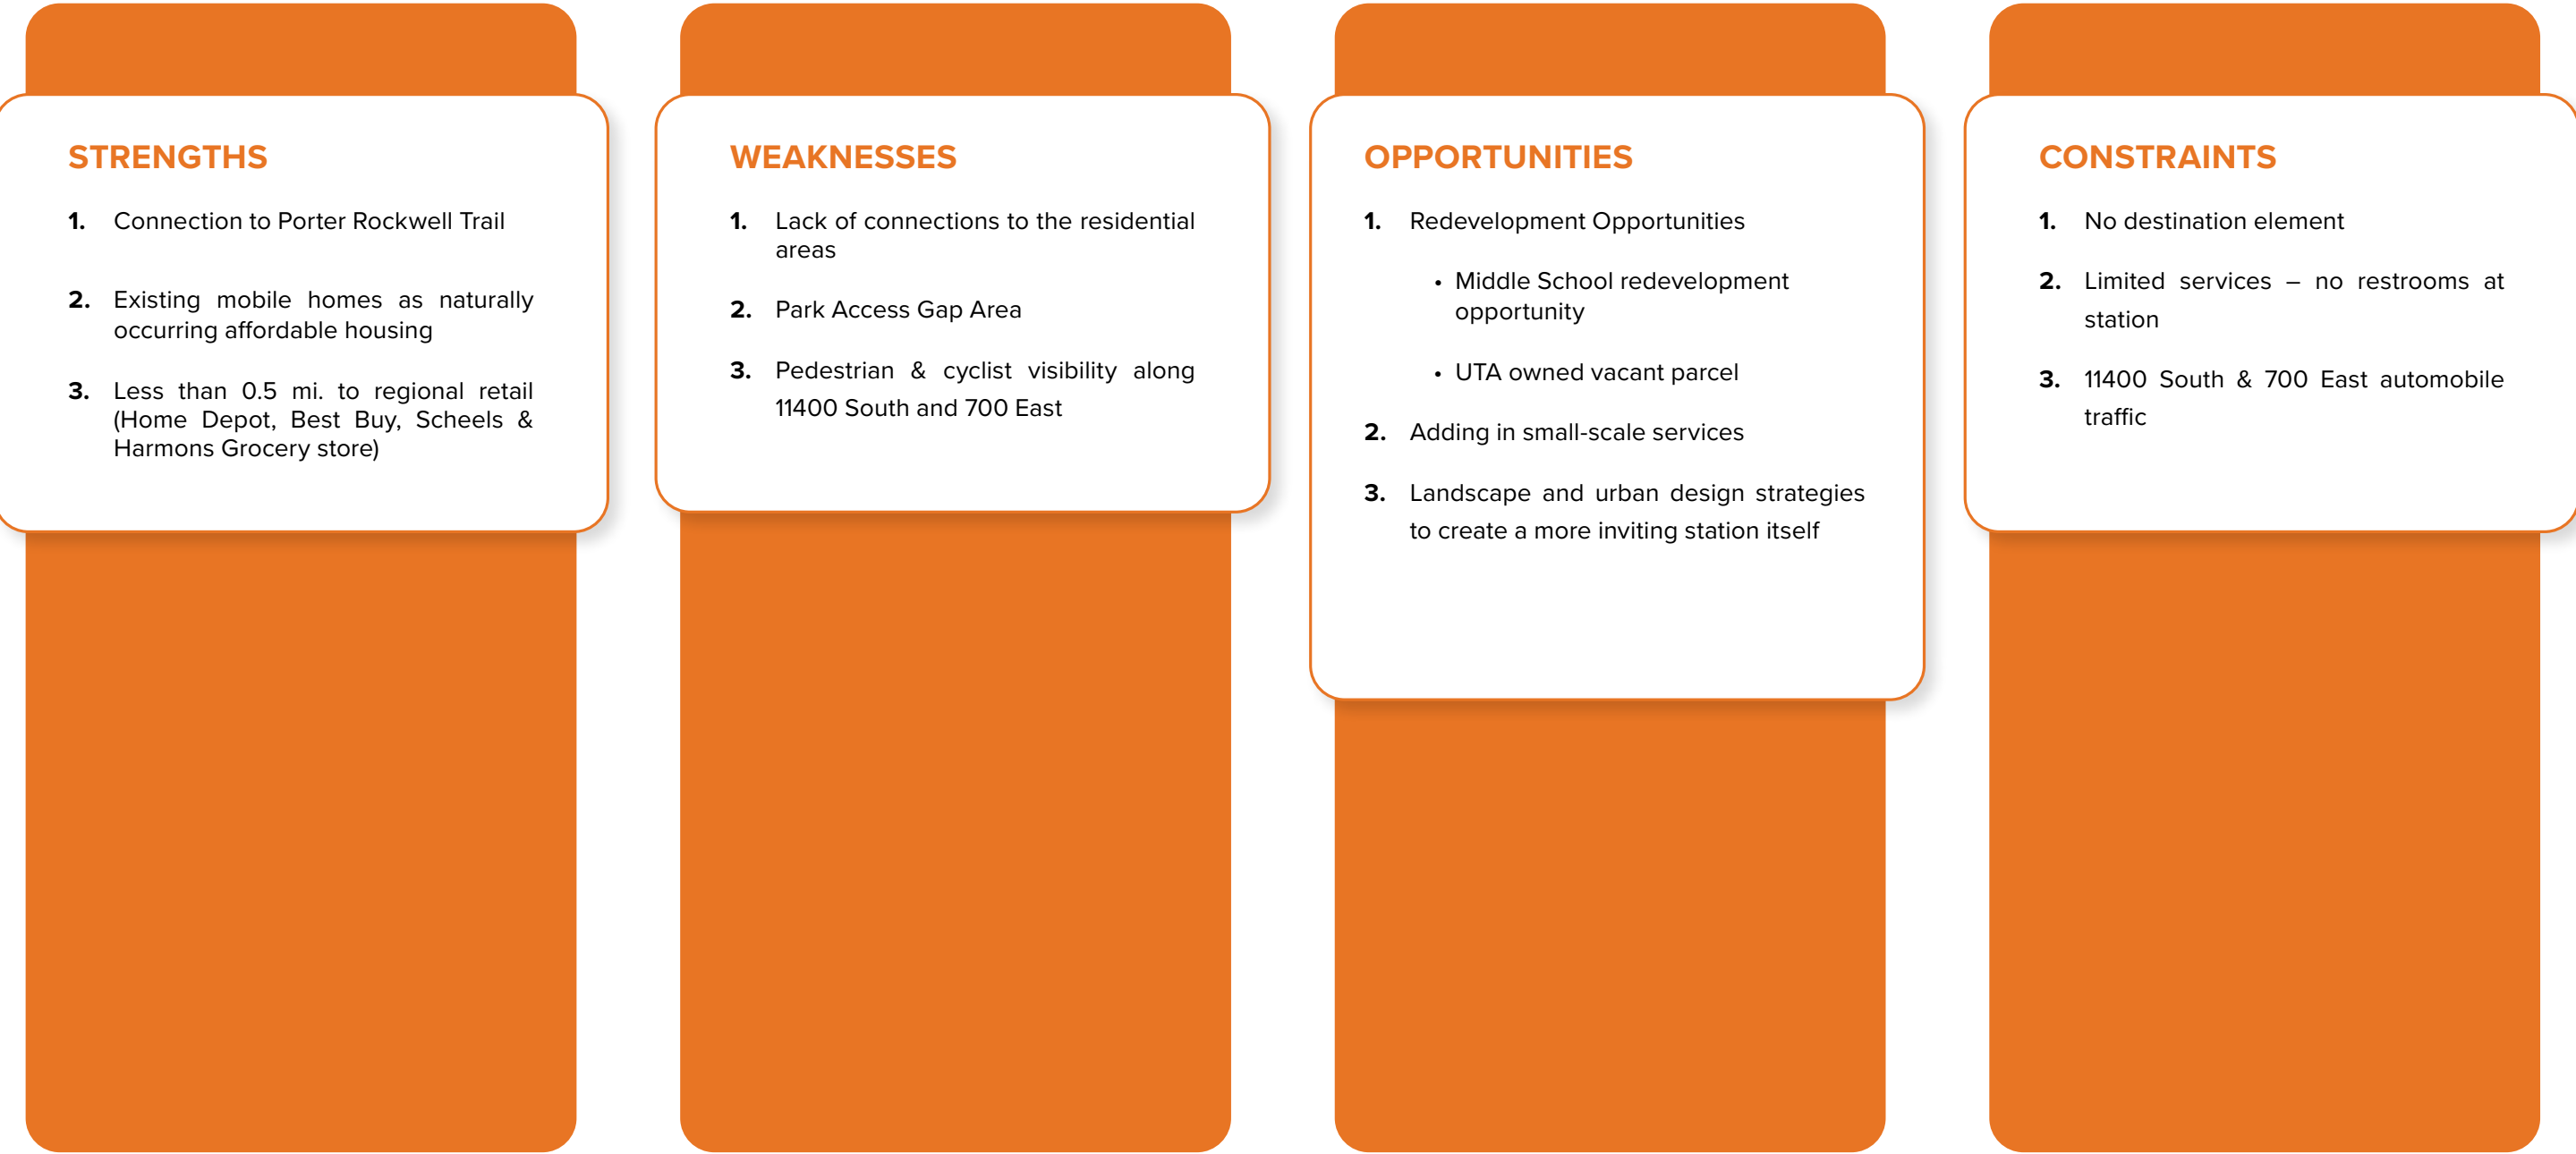 STRENGTHS
1. Connection to Porter Rockwell Trail
2. Existing mobile homes as naturally
occurring affordable housing
3. Less than 0.5 mi. to regional retail
(Home Depot, Best Buy, Scheels &
Harmons Grocery store)
WEAKNESSES
1. Lack of connections to the residential
areas
2. Park Access Gap Area
3. Pedestrian & cyclist visibility along
11400 South and 700 East
OPPORTUNITIES
1. Redevelopment Opportunities
• Middle School redevelopment
opportunity
• UTA owned vacant parcel
2. Adding in small-scale services
3. Landscape and urban design strategies
to create a more inviting station itself
CONSTRAINTS
1. No destination element
2. Limited services – no restrooms at
station
3. 11400 South & 700 East automobile
traffic